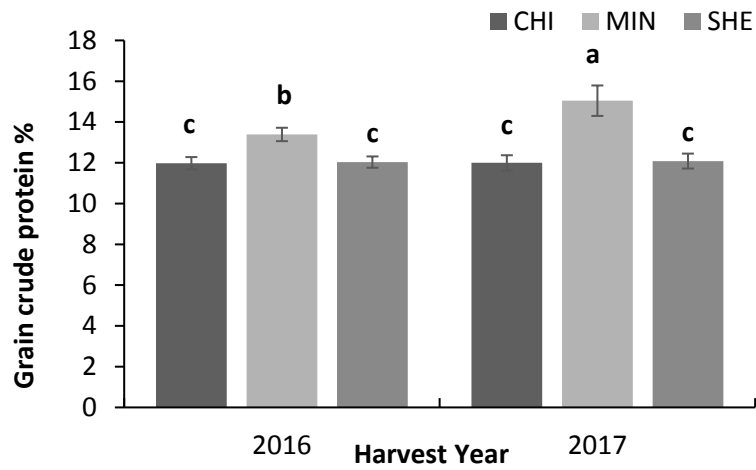 CHI MIN SHE
18
16
14
12
10
8
6
4
2
0
Grain crude protein %
c
b
c
c
a
c
2016
2017
Harvest Year